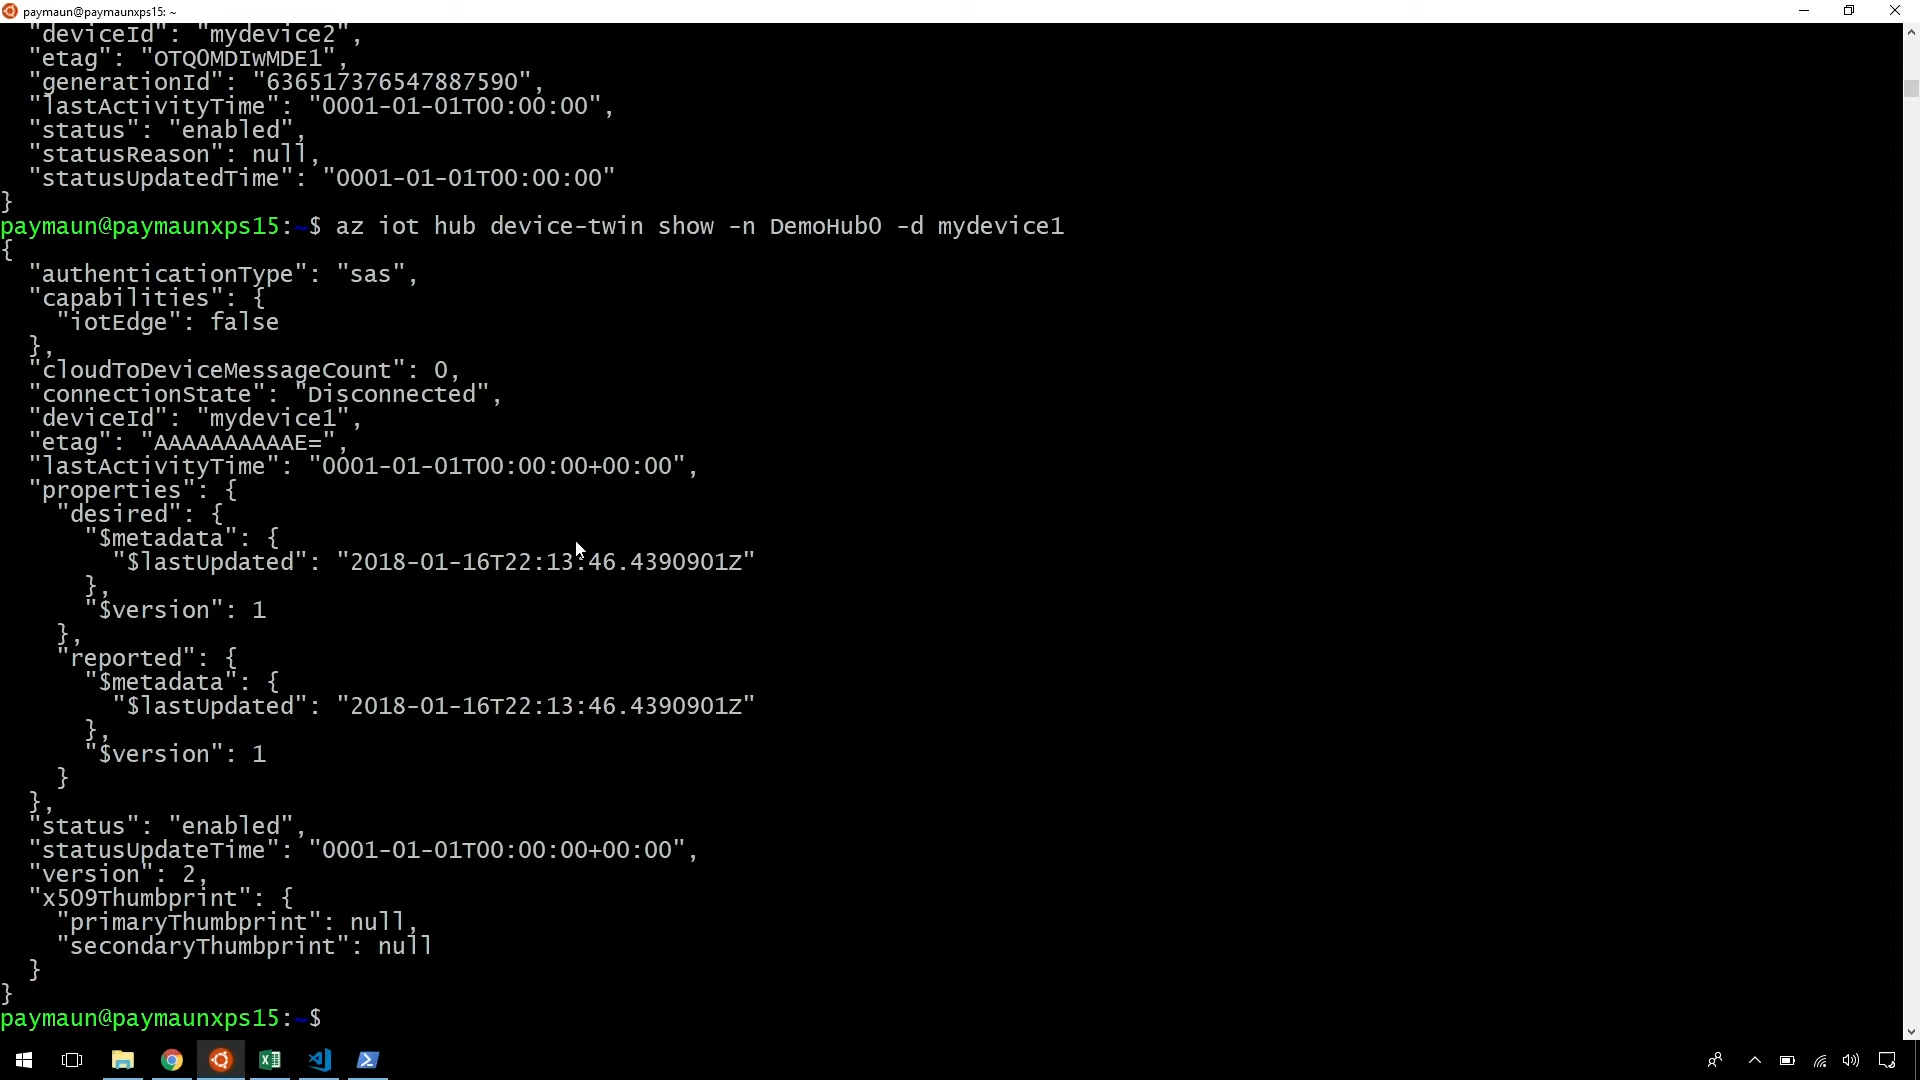 paymaun@paymaunxps15: ~
"deviceId": "mydevice2",
"etag": "OTQ0MDIwMDE1",
"generationId": "636517376547887590",
"lastActivityTime": "0001-01-01T00:00:00",
"status": "enabled",
"statusReason": null,
"statusUpdatedTime": "0001-01-01T00:00:00"
}
paymaun@paymaunxps15:~$ az iot hub device-twin show -n DemoHub0 -d mydevice1
{
"authenticationType": "sas",
"capabilities": {
"iotEdge": false
},
"cloudToDeviceMessageCount": 0,
"connectionState": "Disconnected",
"deviceId": "mydevice1",
"etag": "AAAAAAAAAAE=",
"lastActivityTime": "0001-01-01T00:00:00+00:00",
"properties": {
"desired": {
"$metadata": {
"$lastUpdated": "2018-01-16T22:13:46.4390901Z"
},
"$version": 1
},
"reported": {
"$metadata": {
"$lastUpdated": "2018-01-16T22:13:46.4390901Z"
},
"$version": 1
}
},
"status": "enabled",
"statusUpdateTime": "0001-01-01T00:00:00+00:00",
"version": 2,
"x509Thumbprint": {
"primaryThumbprint": null,
"secondaryThumbprint": null
}
}
paymaun@paymaunxps15:~$